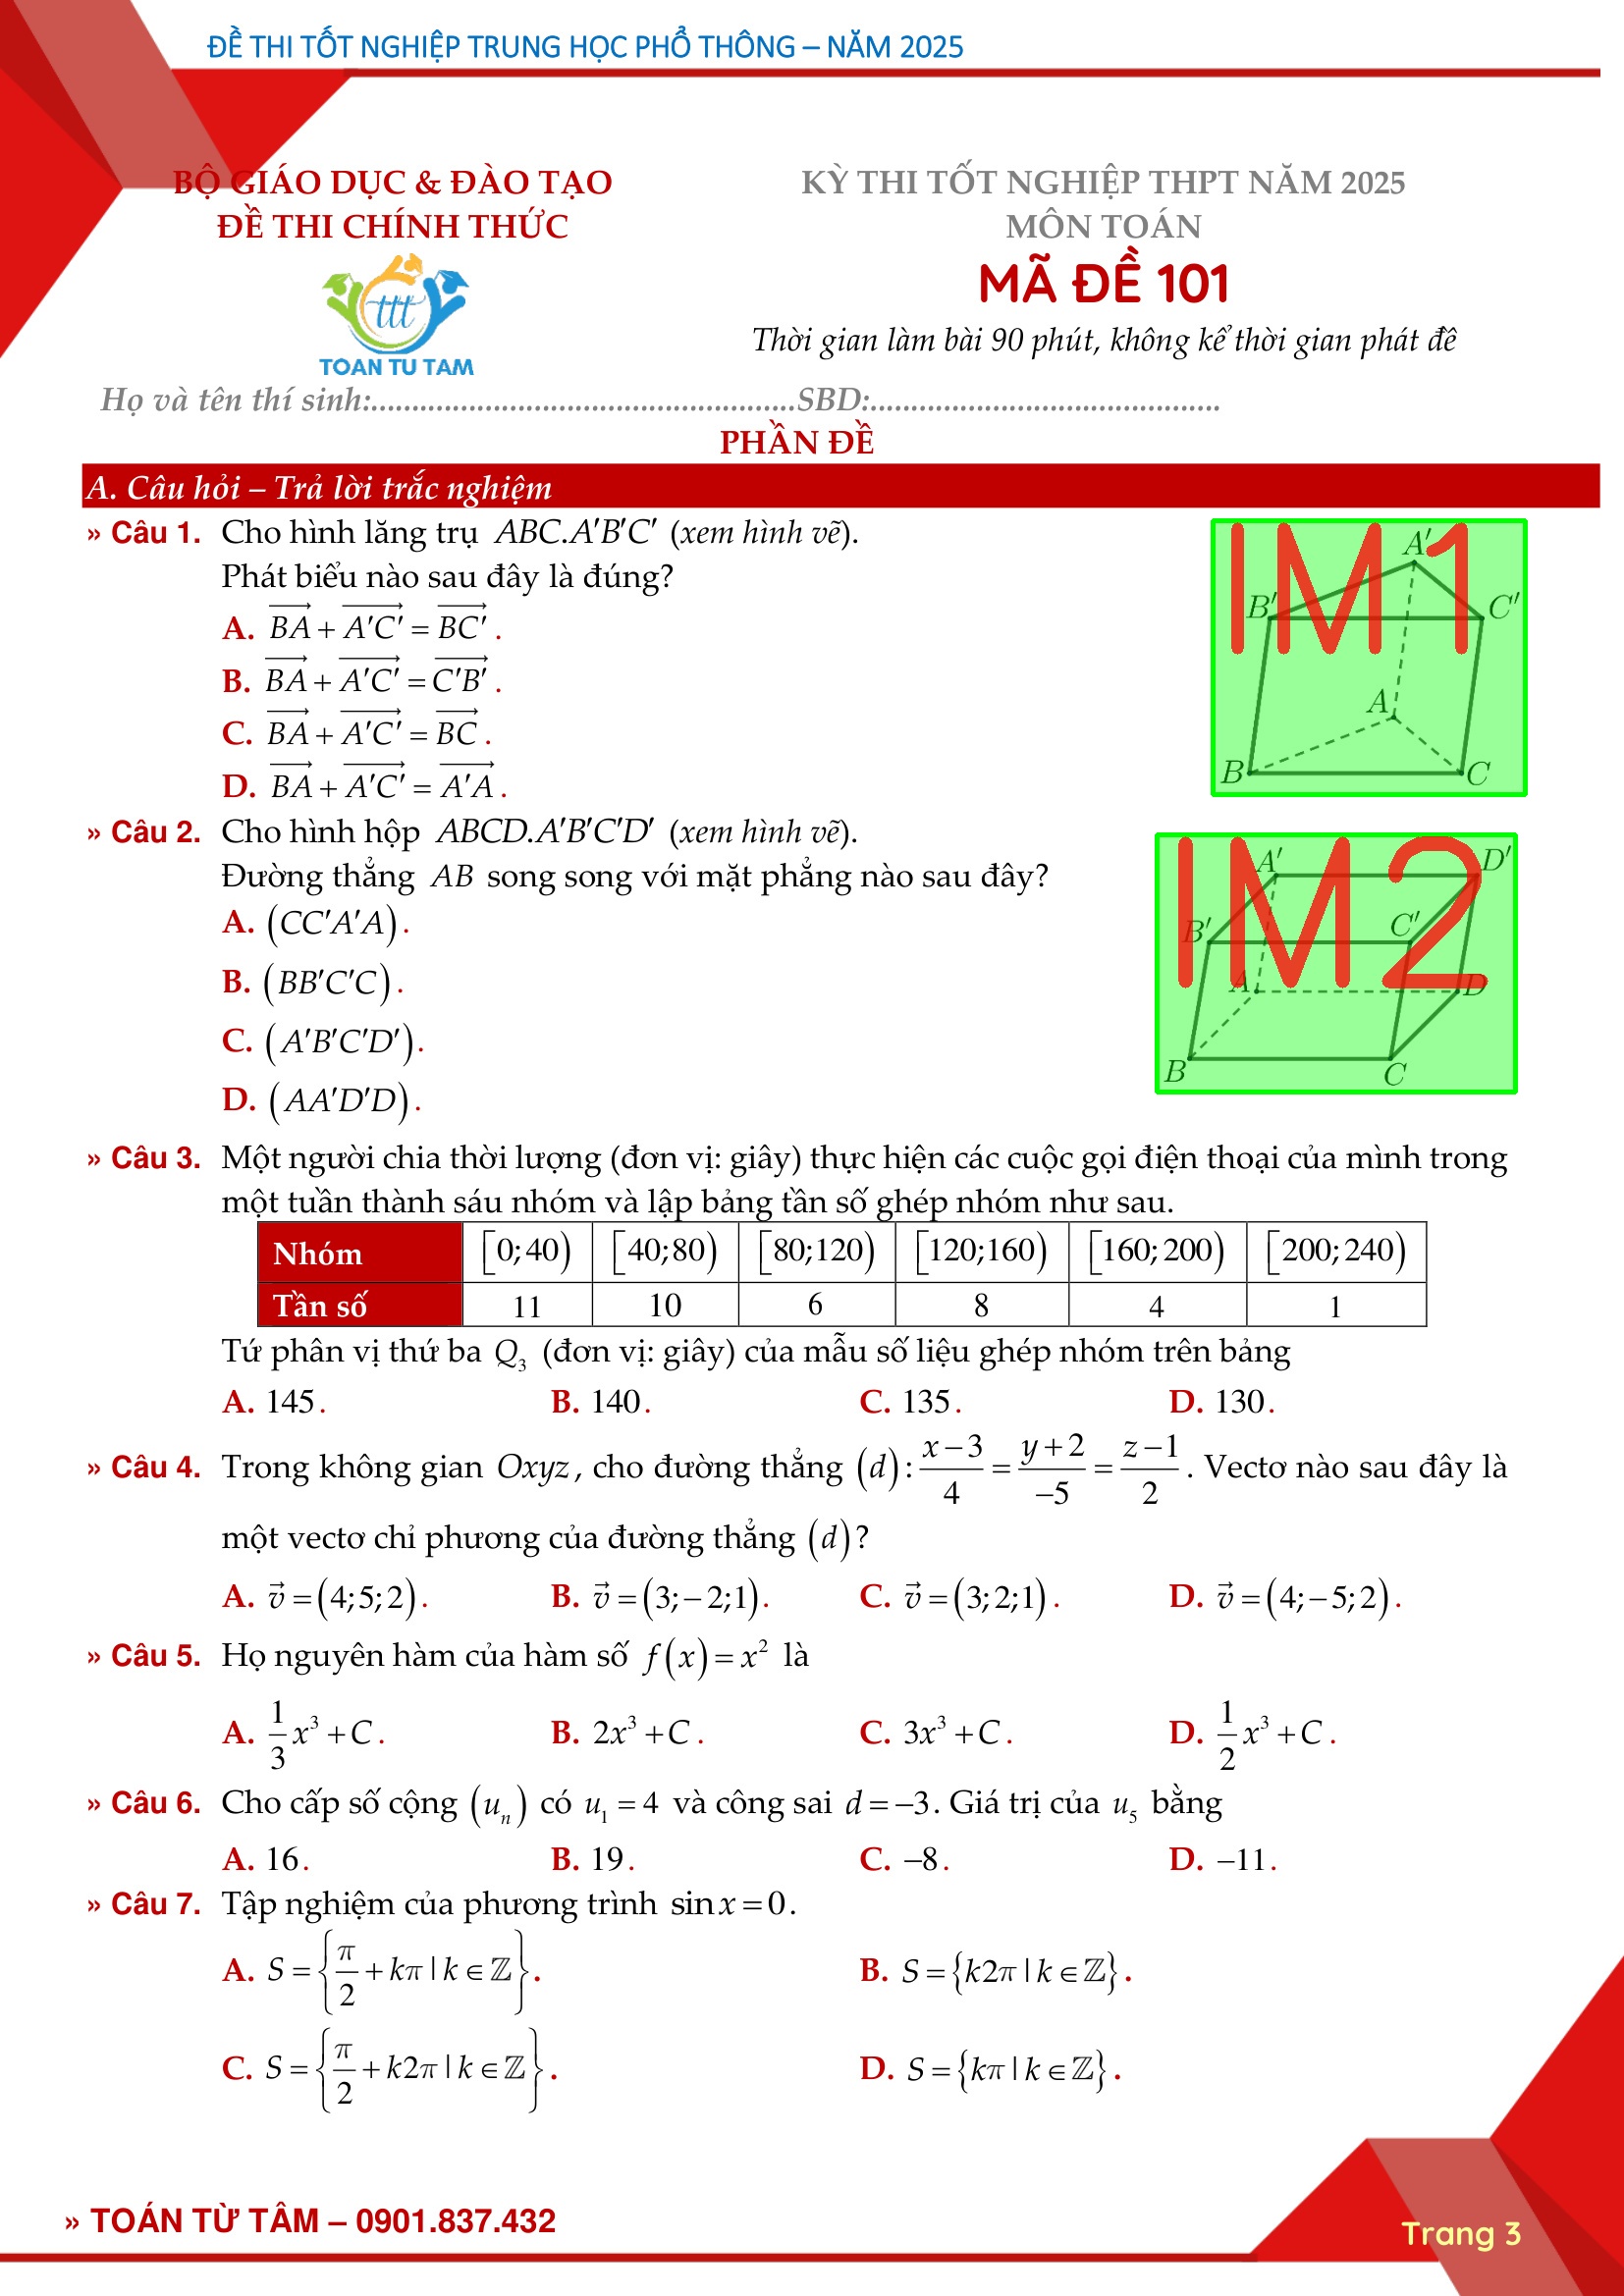 ĐỀ THI TỐT NGHIỆP TRUNG HỌC PHỔ THÔNG – NĂM 2025
BỘ GIÁO DỤC & ĐÀO TẠO
ĐỀ THI CHÍNH THỨC
TOAN TU TAM
ttt
KỲ THI TỐT NGHIỆP THPT NĂM 2025
MÔN TOÁN
MÃ ĐỀ 101
Thời gian làm bài 90 phút, không kể thời gian phát đề
Họ và tên thí sinh:....................................................SBD:...........................................
PHẦN ĐỀ
A. Câu hỏi – Trả lời trắc nghiệm
» Câu 1. Cho hình lăng trụ ABC.A'B'C' (xem hình vẽ).
Phát biểu nào sau đây là đúng?
A. $\overrightarrow{BA}+\overrightarrow{A'C'}=\overrightarrow{BC'}$.
B. $\overrightarrow{BA}+\overrightarrow{A'C'}=\overrightarrow{C'B'}$.
C. $\overrightarrow{BA}+\overrightarrow{A'C'}=\overrightarrow{BC}$.
D. $\overrightarrow{BA}+\overrightarrow{A'C'}=\overrightarrow{A'A}$.
IM1
A'
B' C'
A
B C
» Câu 2. Cho hình hộp ABCD.A'B'C'D' (xem hình vẽ).
Đường thẳng AB song song với mặt phẳng nào sau đây?
A. (CC'A'A).
B. (BB'C'C).
C. (A'B'C'D').
D. (AA'D'D).
IM2
A' D'
B' C'
A D
B C
» Câu 3. Một người chia thời lượng (đơn vị: giây) thực hiện các cuộc gọi điện thoại của mình trong
một tuần thành sáu nhóm và lập bảng tần số ghép nhóm như sau.
Nhóm [0;40) [40;80) [80;120) [120;160) [160;200) [200;240)
Tần số 11 10 6 8 4 1
Tứ phân vị thứ ba $Q_3$ (đơn vị: giây) của mẫu số liệu ghép nhóm trên bảng
A. 145. B. 140. C. 135. D. 130.
» Câu 4. Trong không gian Oxyz, cho đường thẳng $(d):\frac{x-3}{4}=\frac{y+2}{-5}=\frac{z-1}{2}$. Vectơ nào sau đây là
một vectơ chỉ phương của đường thẳng (d)?
A. $\vec{v}=(4;5;2)$. B. $\vec{v}=(3;-2;1)$. C. $\vec{v}=(3;2;1)$. D. $\vec{v}=(4;-5;2)$.
» Câu 5. Họ nguyên hàm của hàm số $f(x)=x^2$ là
A. $\frac{1}{3}x^3+C$. B. $2x^3+C$. C. $3x^3+C$. D. $\frac{1}{2}x^3+C$.
» Câu 6. Cho cấp số cộng $(u_n)$ có $u_1=4$ và công sai $d=-3$. Giá trị của $u_5$ bằng
A. 16. B. 19. C. −8. D. −11.
» Câu 7. Tập nghiệm của phương trình $\sin x=0$.
A. $S=\left\{\frac{\pi}{2}+k\pi\mid k\in\mathbb{Z}\right\}$. B. $S=\{k2\pi\mid k\in\mathbb{Z}\}$.
C. $S=\left\{\frac{\pi}{2}+k2\pi\mid k\in\mathbb{Z}\right\}$. D. $S=\{k\pi\mid k\in\mathbb{Z}\}$.
» TOÁN TỪ TÂM – 0901.837.432
Trang 3